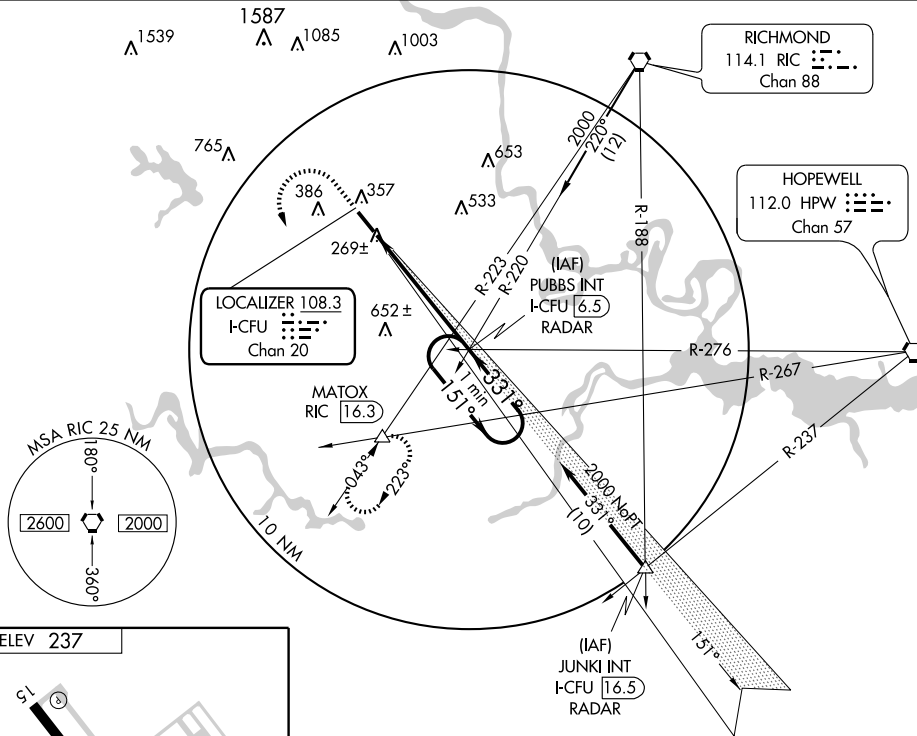 1539
1587
1085
1003
RICHMOND
114.1 RIC
Chan 88
765
653
2000
220°
(12)
386
357
533
HOPEWELL
112.0 HPW
Chan 57
R-188
269±
R-223
R-220
(IAF)
PUBBS INT
I-CFU 6.5
RADAR
LOCALIZER 108.3
I-CFU
Chan 20
652 ±
R-276
R-267
1 min
331°
151°
MATOX
RIC 16.3
R-237
MSA RIC 25 NM
180°
2600
2000
360°
043°
223°
2000 NoPT
331°
(10)
10 NM
(IAF)
JUNKI INT
I-CFU 16.5
RADAR
151°
ELEV 237
15
P